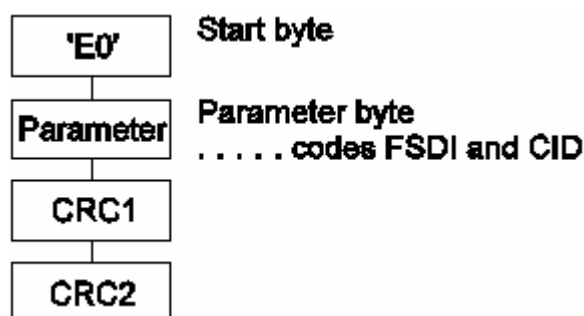 'E0' Start byte
Parameter Parameter byte
. . . . . codes FSDI and CID
CRC1
CRC2